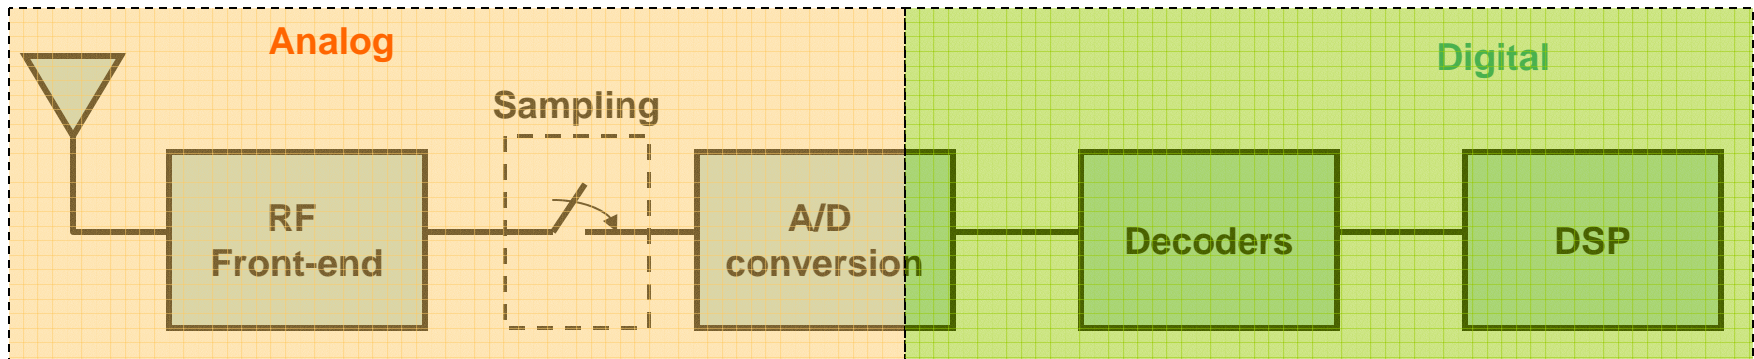 Analog
Digital
Sampling
RF
Front-end
A/D
conversion
Decoders
DSP